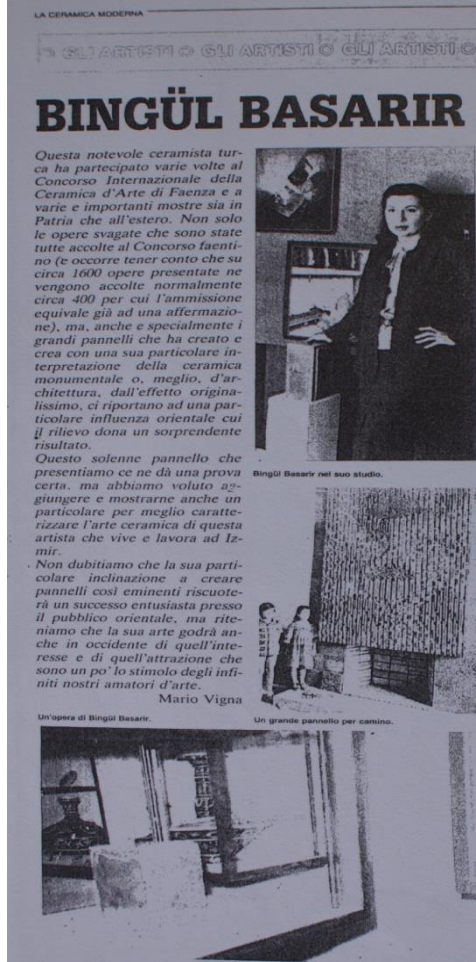 LA CERAMICA MODERNA
GLI ARTISTI GLI ARTISTI GLI ARTISTI
BINGÜL BASARIR
Questa notevole ceramista tur-
ca ha partecipato varie volte al
Concorso Internazionale della
Ceramica d'Arte di Faenza e a
varie e importanti mostre sia in
Patria che all'estero. Non solo
le opere svagate che sono state
tutte accolte al Concorso faenti-
no (e occorre tener conto che su
circa 1600 opere presentate ne
vengono accolte normalmente
circa 400 per cui l'ammissione
equivale già ad una affermazio-
ne), ma, anche e specialmente i
grandi pannelli che ha creato e
crea con una sua particolare in-
terpretazione della ceramica
monumentale o, meglio, d'ar-
chitettura, dall'effetto origina-
lissimo, ci riportano ad una par-
ticolare influenza orientale cui
il rilievo dona un sorprendente
risultato.
Questo solenne pannello che
presentiamo ce ne dà una prova
certa, ma abbiamo voluto ag-
giungere e mostrarne anche un
particolare per meglio caratte-
rizzare l'arte ceramica di questa
artista che vive e lavora ad Iz-
mir.
Non dubitiamo che la sua parti-
colare inclinazione a creare
pannelli così eminenti riscuote-
rà un successo entusiasta presso
il pubblico orientale, ma rite-
niamo che la sua arte godrà an-
che in occidente di quell'inte-
resse e di quell'attrazione che
sono un po' lo stimolo degli infi-
niti nostri amatori d'arte.
Mario Vigna
Bingül Basarir nel suo studio.
Un'opera di Bingül Basarir.
Un grande pannello per camino.